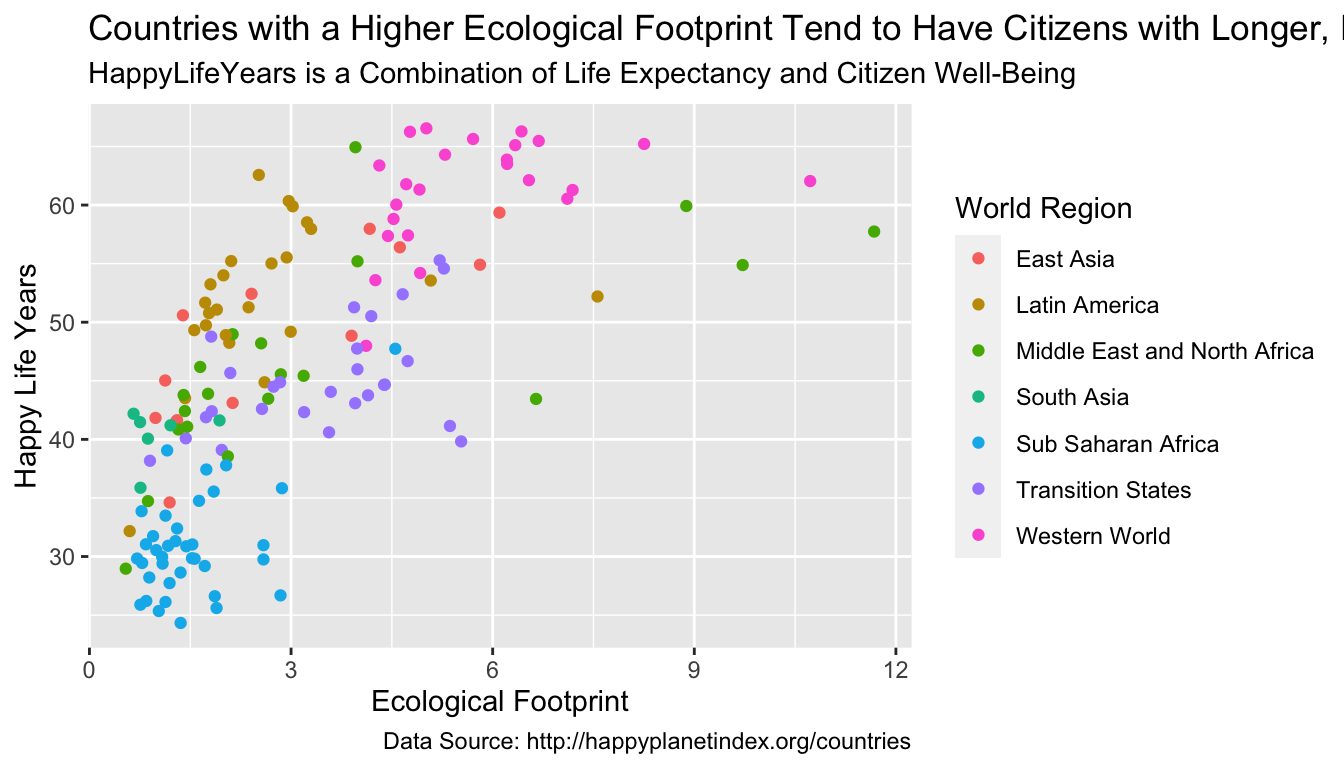 Countries with a Higher Ecological Footprint Tend to Have Citizens with Longer,
HappyLifeYears is a Combination of Life Expectancy and Citizen Well-Being
Happy Life Years
60
50
40
30
0 3 6 9 12
Ecological Footprint
World Region
East Asia
Latin America
Middle East and North Africa
South Asia
Sub Saharan Africa
Transition States
Western World
Data Source: http://happyplanetindex.org/countries